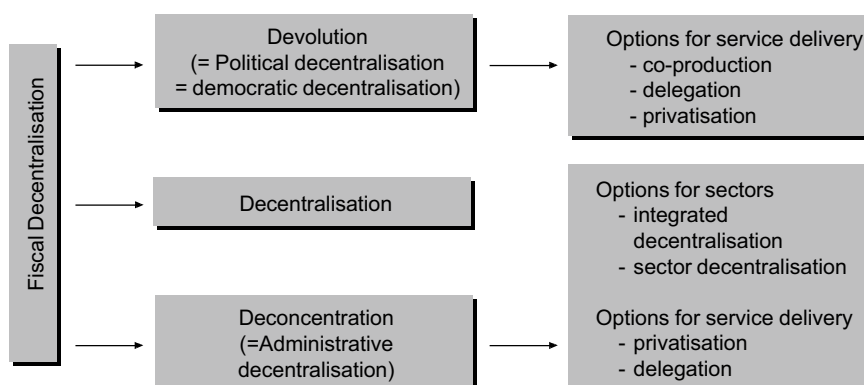 Fiscal Decentralisation
Devolution
(= Political decentralisation
= democratic decentralisation)
Options for service delivery
- co-production
- delegation
- privatisation
Decentralisation
Options for sectors
- integrated
decentralisation
- sector decentralisation
Deconcentration
(=Administrative
decentralisation)
Options for service delivery
- privatisation
- delegation